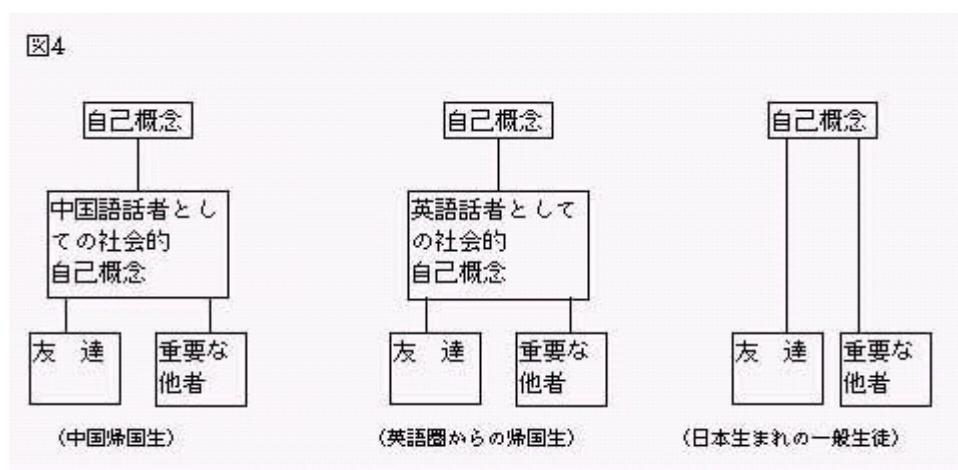 図4
自己概念
中国語話者とし
ての社会的
自己概念
友 達
重要な
他者
(中国帰国生)
自己概念
英語話者として
の社会的
自己概念
友 達
重要な
他者
(英語圏からの帰国生)
自己概念
友 達
重要な
他者
(日本生まれの一般生徒)